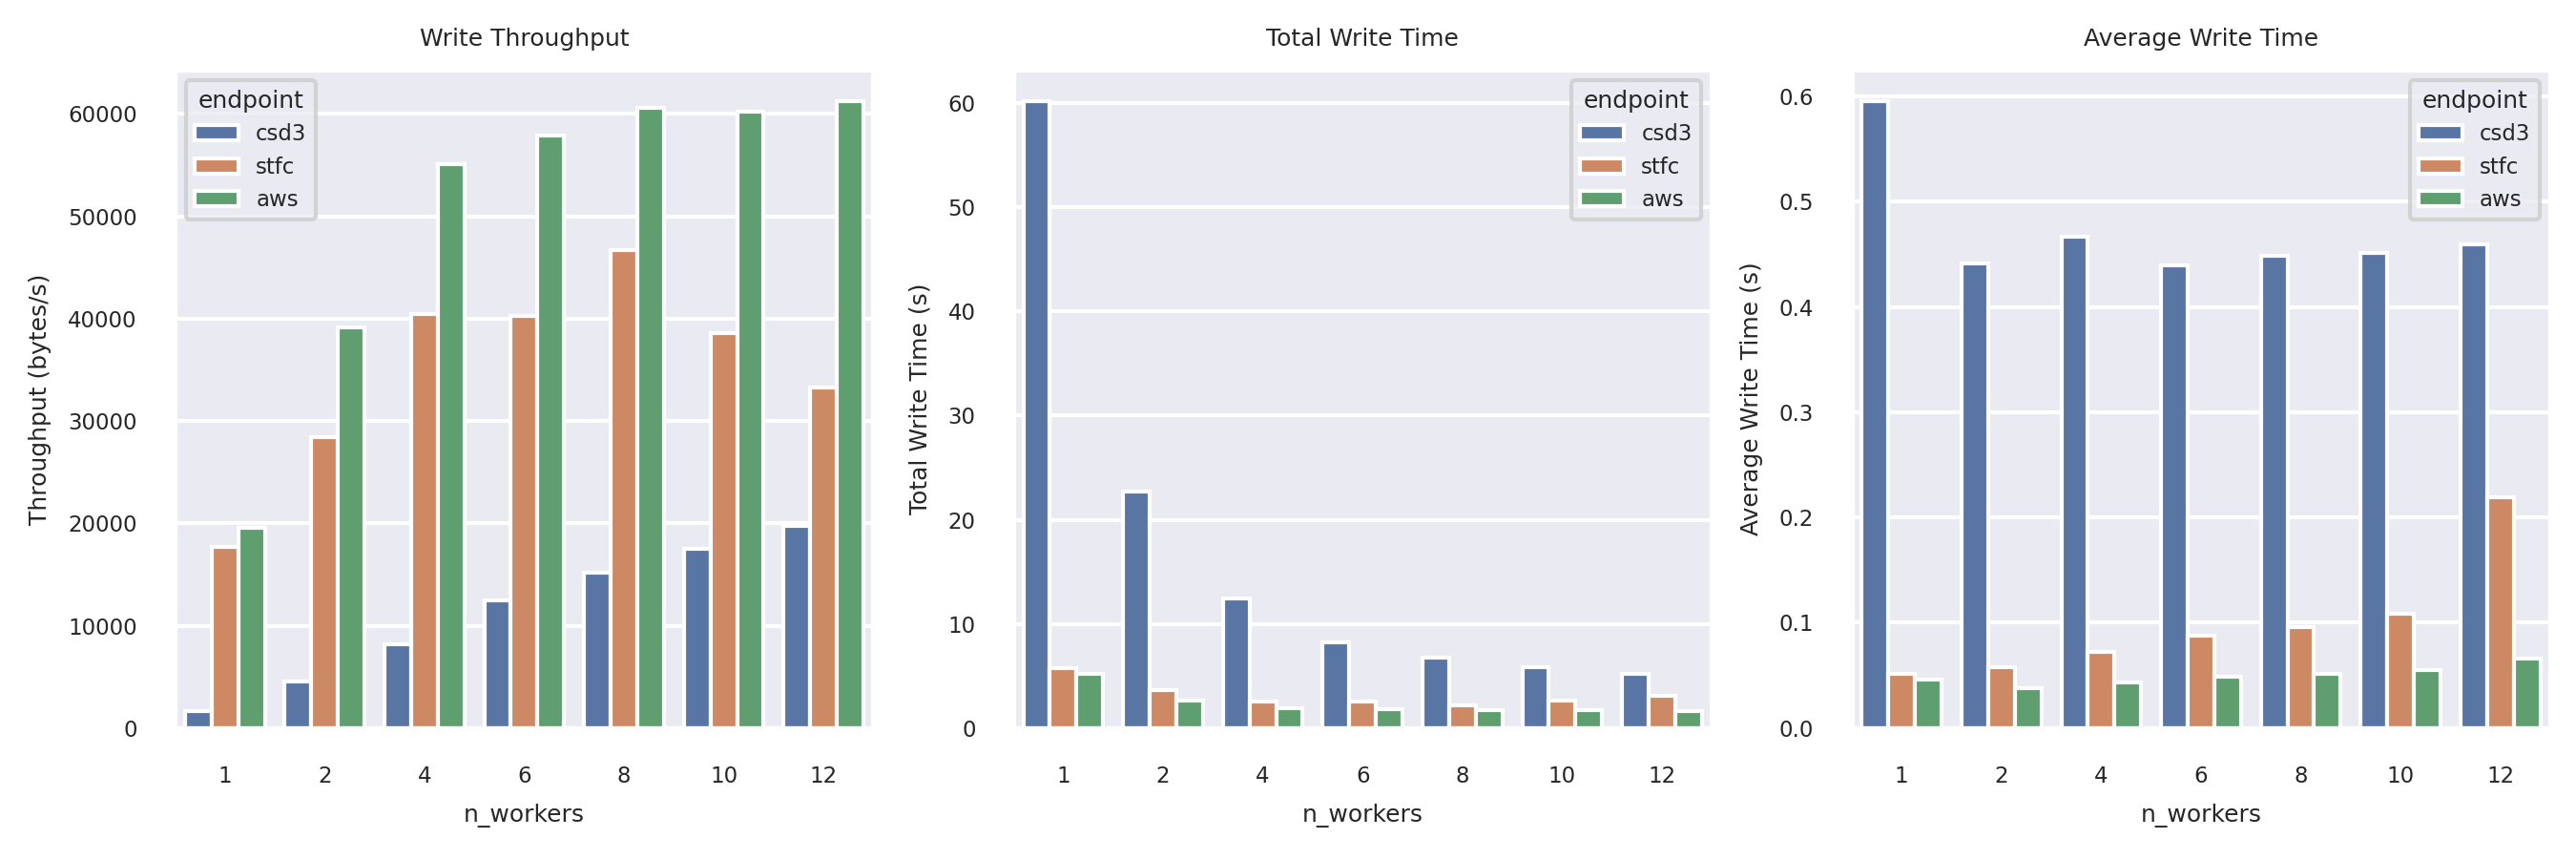 Write Throughput
Throughput (bytes/s)
60000
50000
40000
30000
20000
10000
0
endpoint
csd3
stfc
aws
1 2 4 6 8 10 12
n_workers
Total Write Time
Total Write Time (s)
60
50
40
30
20
10
0
endpoint
csd3
stfc
aws
1 2 4 6 8 10 12
n_workers
Average Write Time
Average Write Time (s)
0.6
0.5
0.4
0.3
0.2
0.1
0.0
endpoint
csd3
stfc
aws
1 2 4 6 8 10 12
n_workers